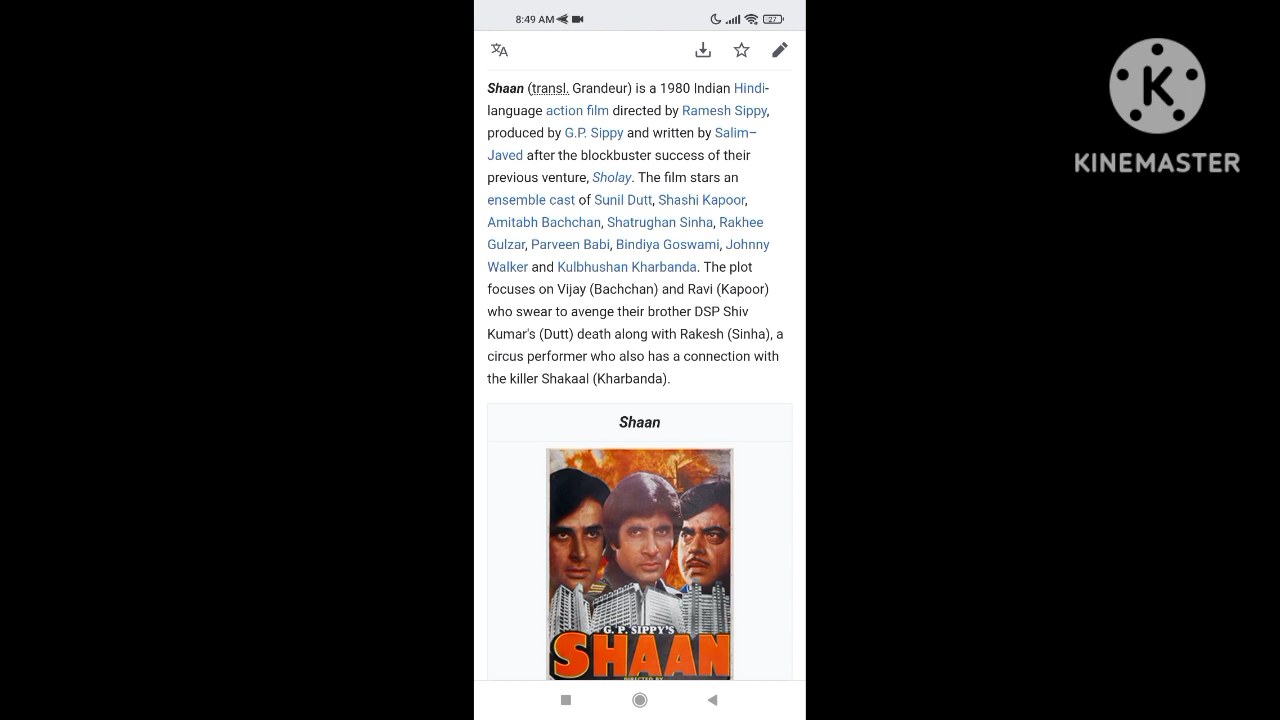 8:49 AM
27
Shaan (transl. Grandeur) is a 1980 Indian Hindi-
language action film directed by Ramesh Sippy,
produced by G.P. Sippy and written by Salim–
Javed after the blockbuster success of their
previous venture, Sholay. The film stars an
ensemble cast of Sunil Dutt, Shashi Kapoor,
Amitabh Bachchan, Shatrughan Sinha, Rakhee
Gulzar, Parveen Babi, Bindiya Goswami, Johnny
Walker and Kulbhushan Kharbanda. The plot
focuses on Vijay (Bachchan) and Ravi (Kapoor)
who swear to avenge their brother DSP Shiv
Kumar's (Dutt) death along with Rakesh (Sinha), a
circus performer who also has a connection with
the killer Shakaal (Kharbanda).
Shaan
G. P. SIPPY'S
SHAAN
DIRECTED BY
K
KINEMASTER